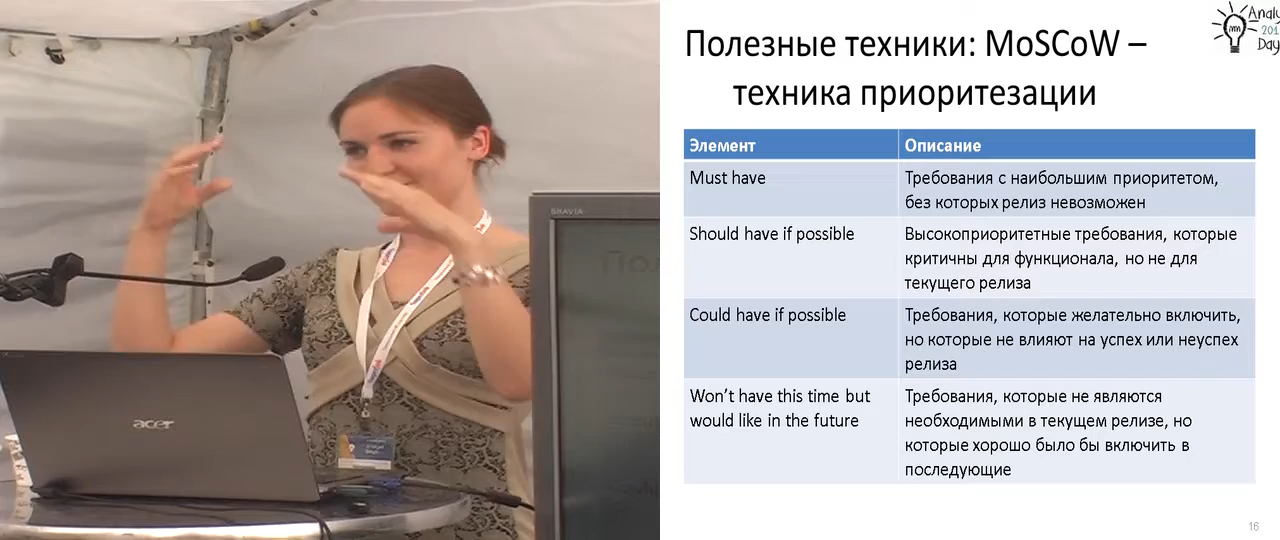 Полезные техники: MoSCoW –
техника приоритезации
Элемент
Описание
Must have
Требования с наибольшим приоритетом,
без которых релиз невозможен
Should have if possible
Высокоприоритетные требования, которые
критичны для функционала, но не для
текущего релиза
Could have if possible
Требования, которые желательно включить,
но которые не влияют на успех или неуспех
релиза
Won't have this time but
would like in the future
Требования, которые не являются
необходимыми в текущем релизе, но
которые хорошо было бы включить в
последующие
16
BRAVIA
acer